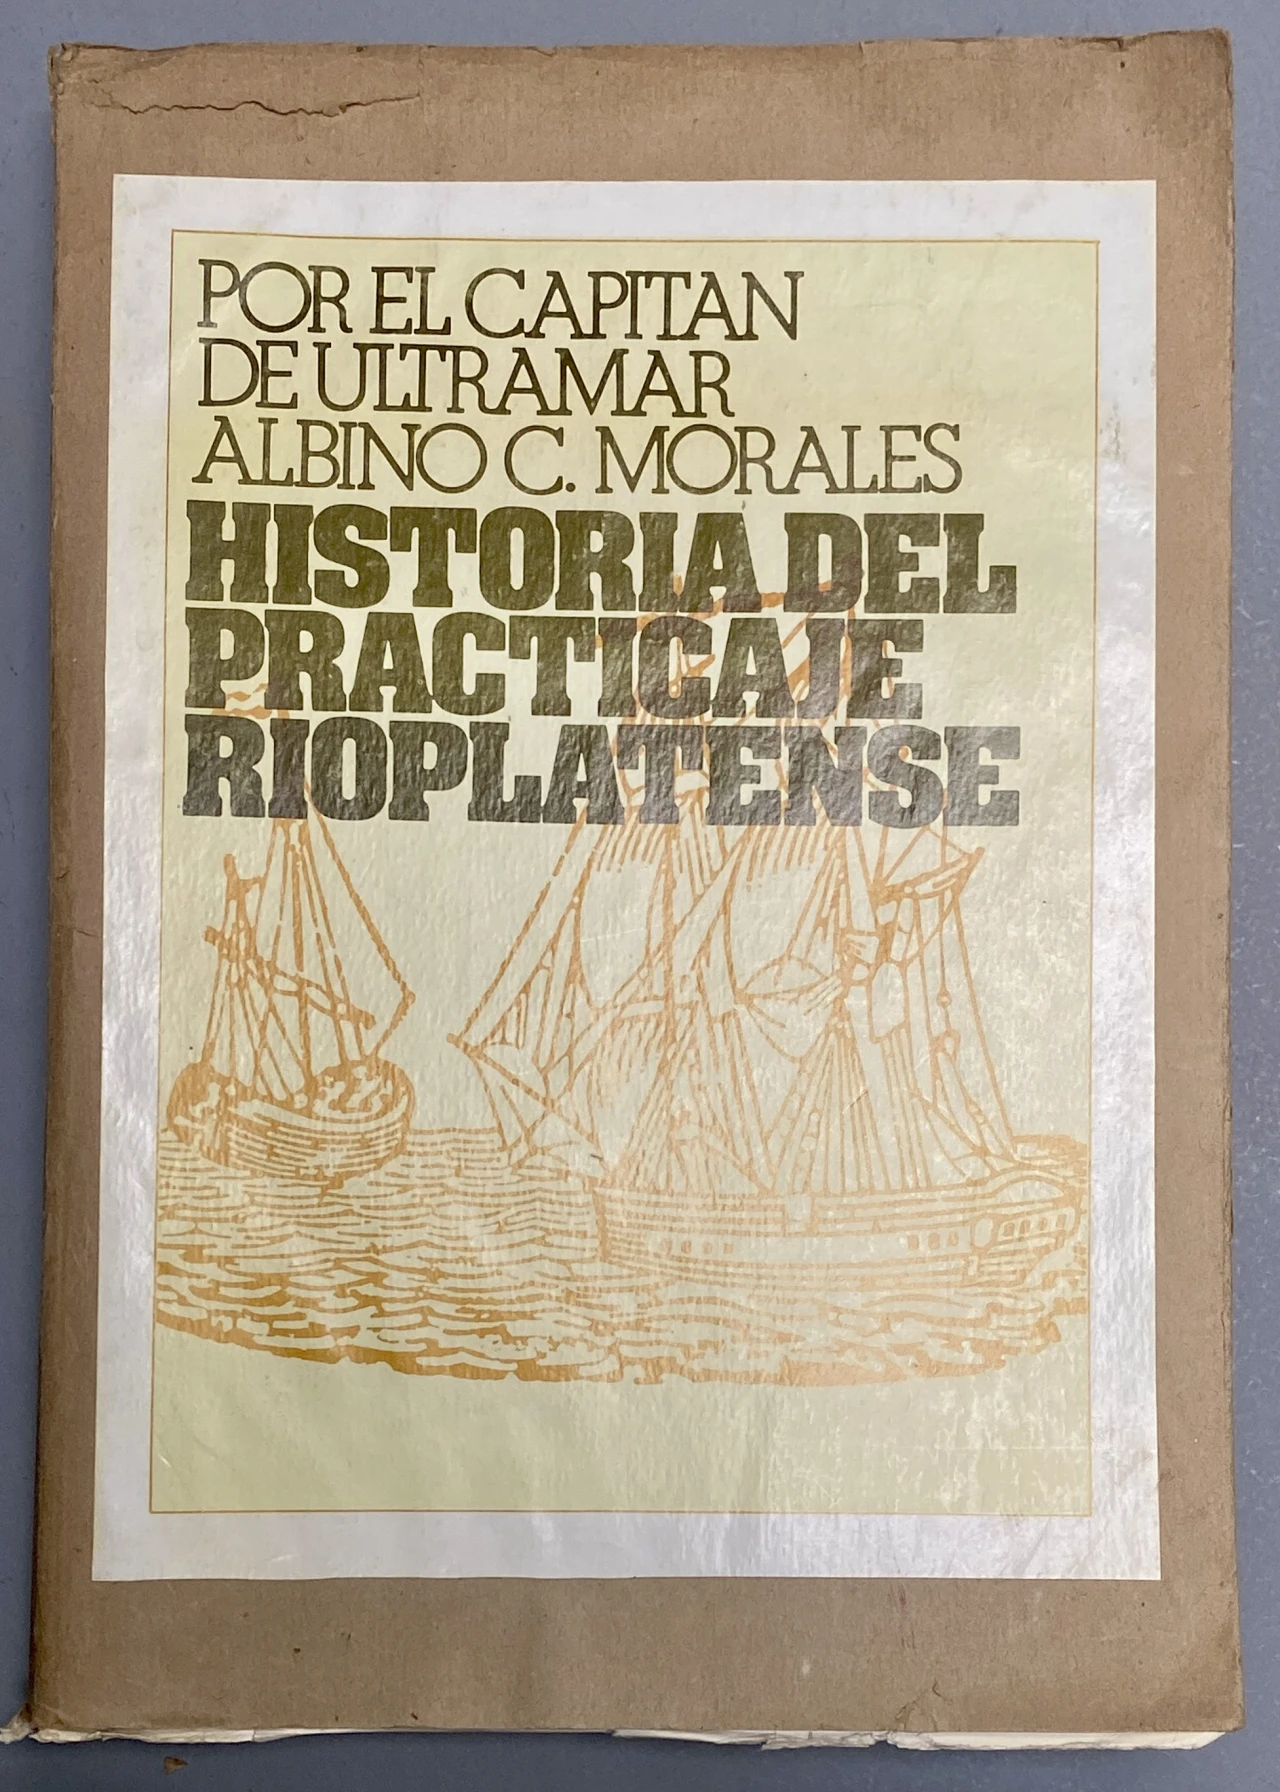 POR EL CAPITAN
DE ULTRAMAR
ALBINO C. MORALES
HISTORIA DEL
PRACTICAJE
RIOPLATENSE